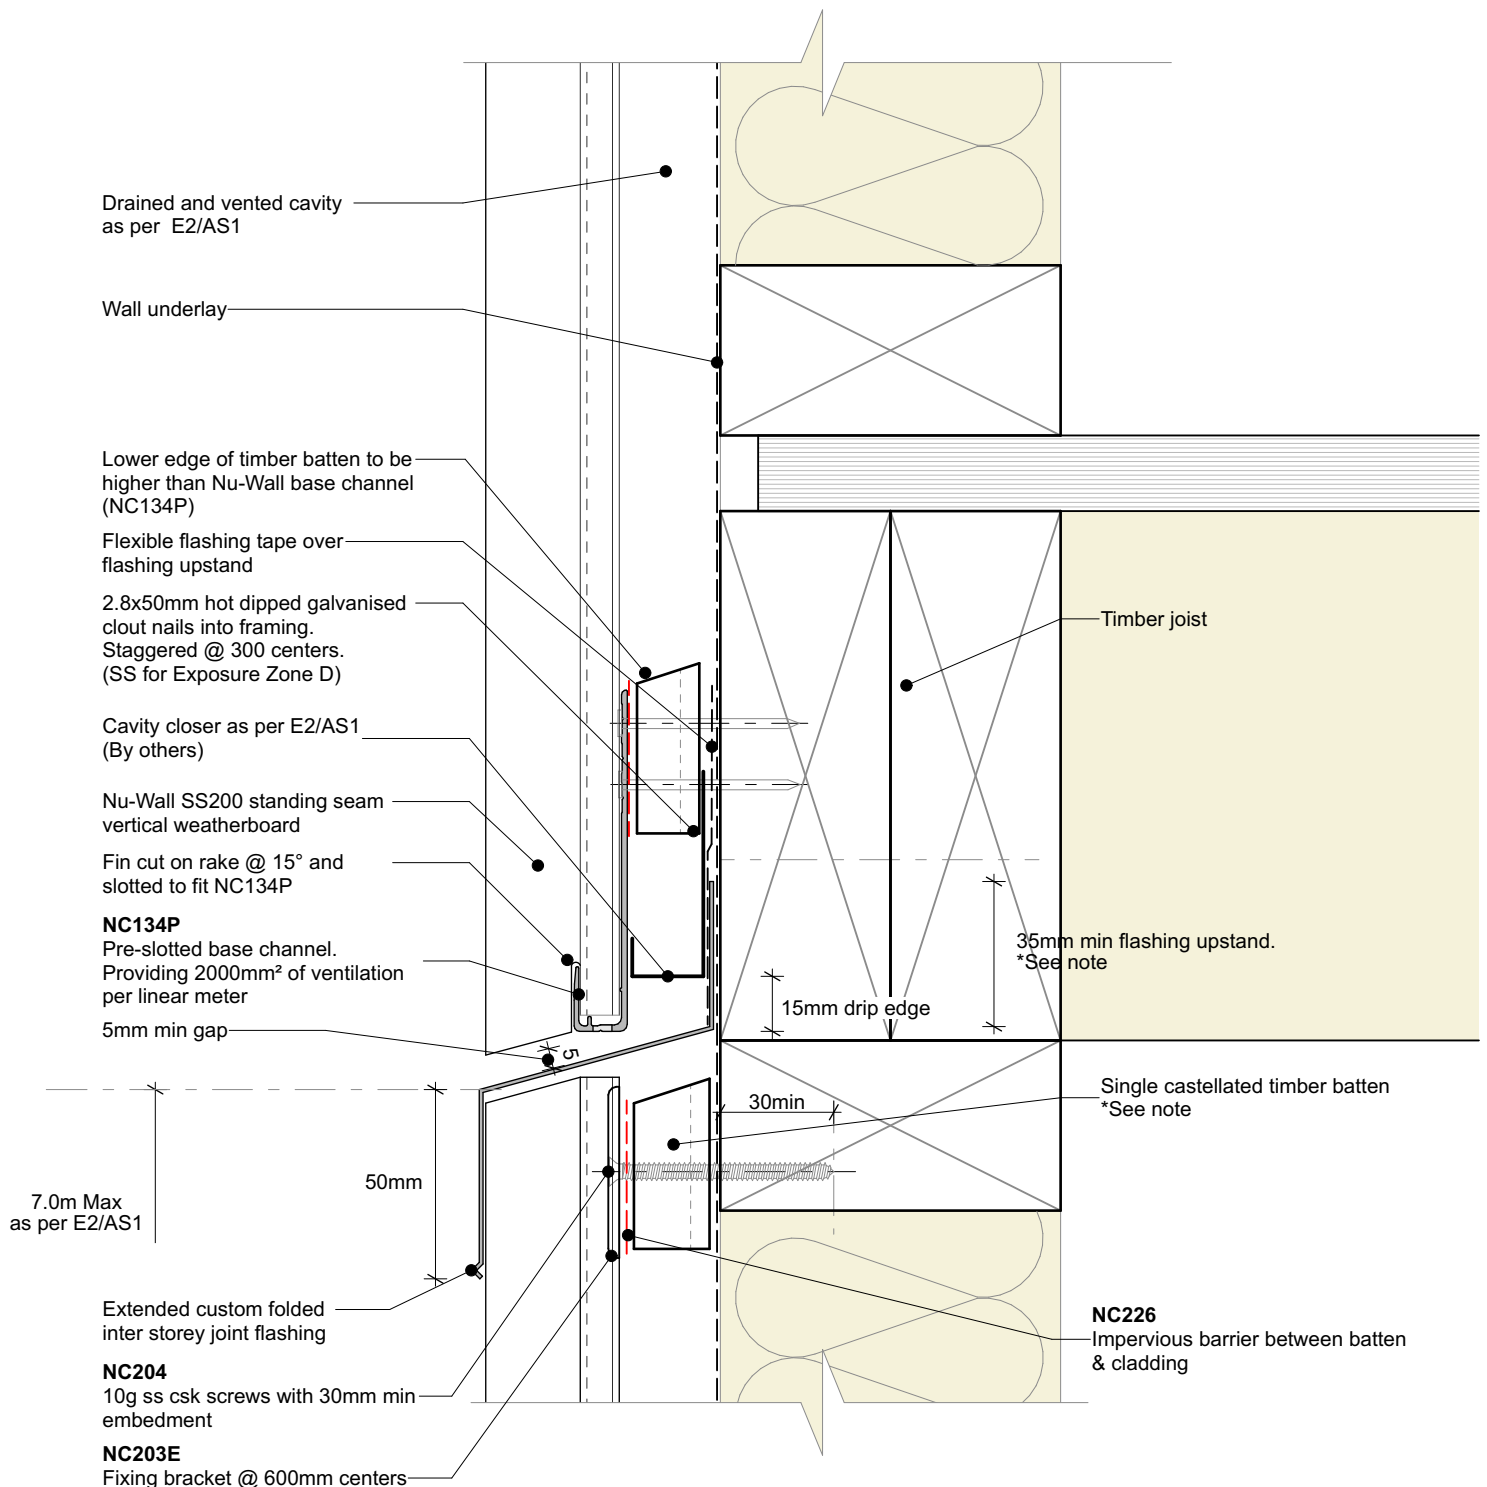 Drained and vented cavity
as per E2/AS1
Wall underlay
Lower edge of timber batten to be
higher than Nu-Wall base channel
(NC134P)
Flexible flashing tape over
flashing upstand
2.8x50mm hot dipped galvanised
clout nails into framing.
Staggered @ 300 centers.
(SS for Exposure Zone D)
Cavity closer as per E2/AS1
(By others)
Nu-Wall SS200 standing seam
vertical weatherboard
Fin cut on rake @ 15° and
slotted to fit NC134P
NC134P
Pre-slotted base channel.
Providing 2000mm² of ventilation
per linear meter
5mm min gap
5
50mm
7.0m Max
as per E2/AS1
Extended custom folded
inter storey joint flashing
NC204
10g ss csk screws with 30mm min
embedment
NC203E
Fixing bracket @ 600mm centers
Timber joist
35mm min flashing upstand.
*See note
15mm drip edge
30min
Single castellated timber batten
*See note
NC226
Impervious barrier between batten
& cladding